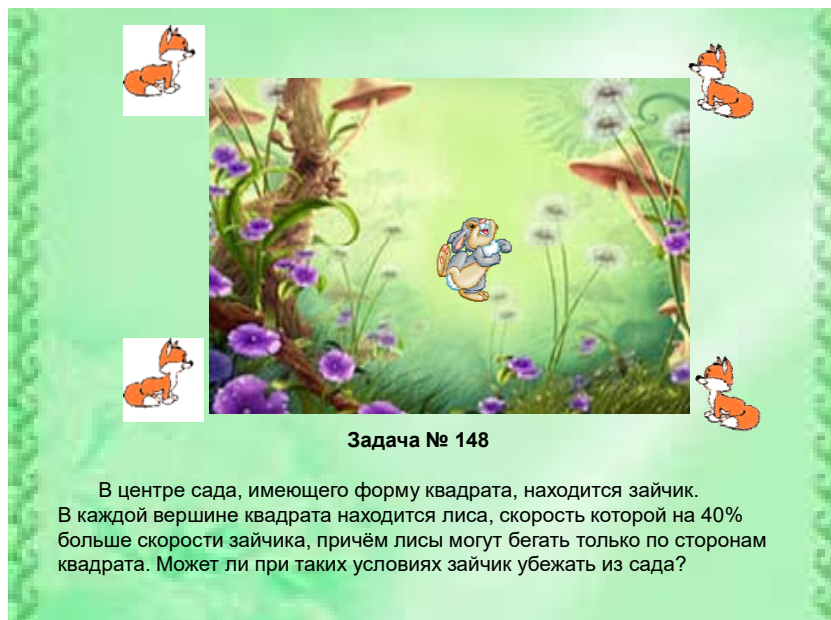 Задача № 148
В центре сада, имеющего форму квадрата, находится зайчик.
В каждой вершине квадрата находится лиса, скорость которой на 40%
больше скорости зайчика, причём лисы могут бегать только по сторонам
квадрата. Может ли при таких условиях зайчик убежать из сада?